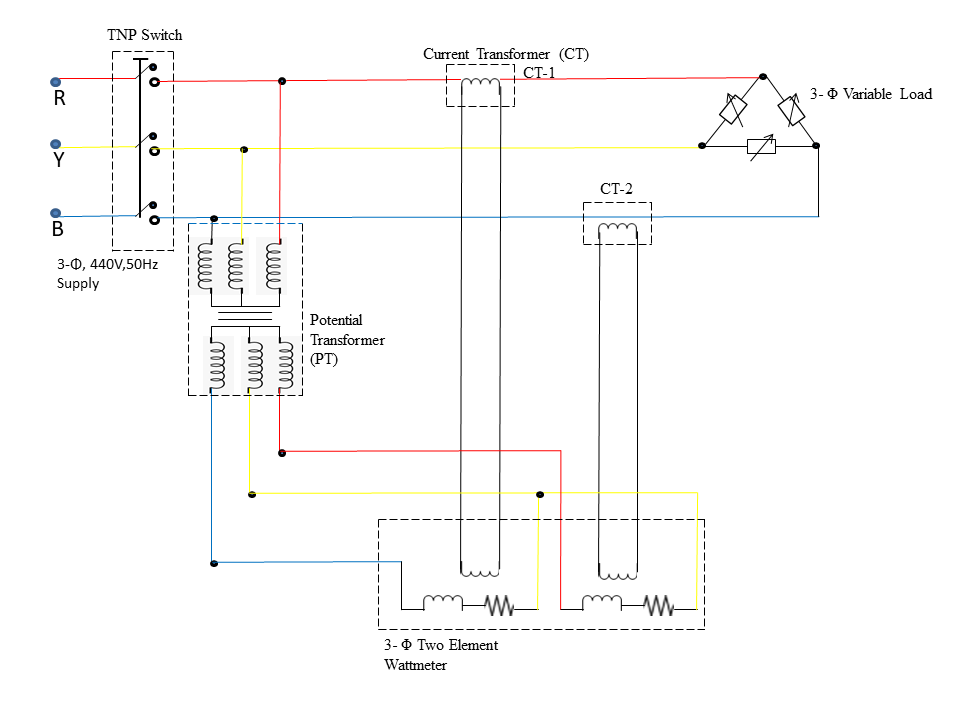 TNP Switch
Current Transformer (CT)
CT-1
R
3- Φ Variable Load
Y
CT-2
B
3-Φ, 440V,50Hz
Supply
Potential
Transformer
(PT)
3- Φ Two Element
Wattmeter